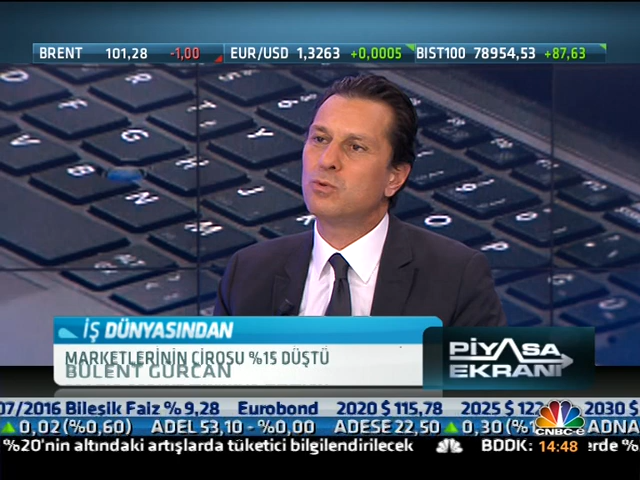 BRENT 101,28 -1,00 EUR/USD 1,3263 +0,0005 BIST100 78954,53 +87,63
İŞ DÜNYASINDAN
MARKETLERİNİN CİROSU %15 DÜŞTÜ
BÜLENT GÜRCAN
PİYASA
EKRANI
07/2016 Bileşik Faiz % 9,28 Eurobond 2020 $ 115,78 2025 $ 122 2030 $
0,02 (%0,60) ADEL 53,10 -%0,00 ADESE 22,50 0,30 (%1 ADNA
CNBC-e
%20'nin altındaki artışlarda tüketici bilgilendirilecek BDDK: 14:48 erde %